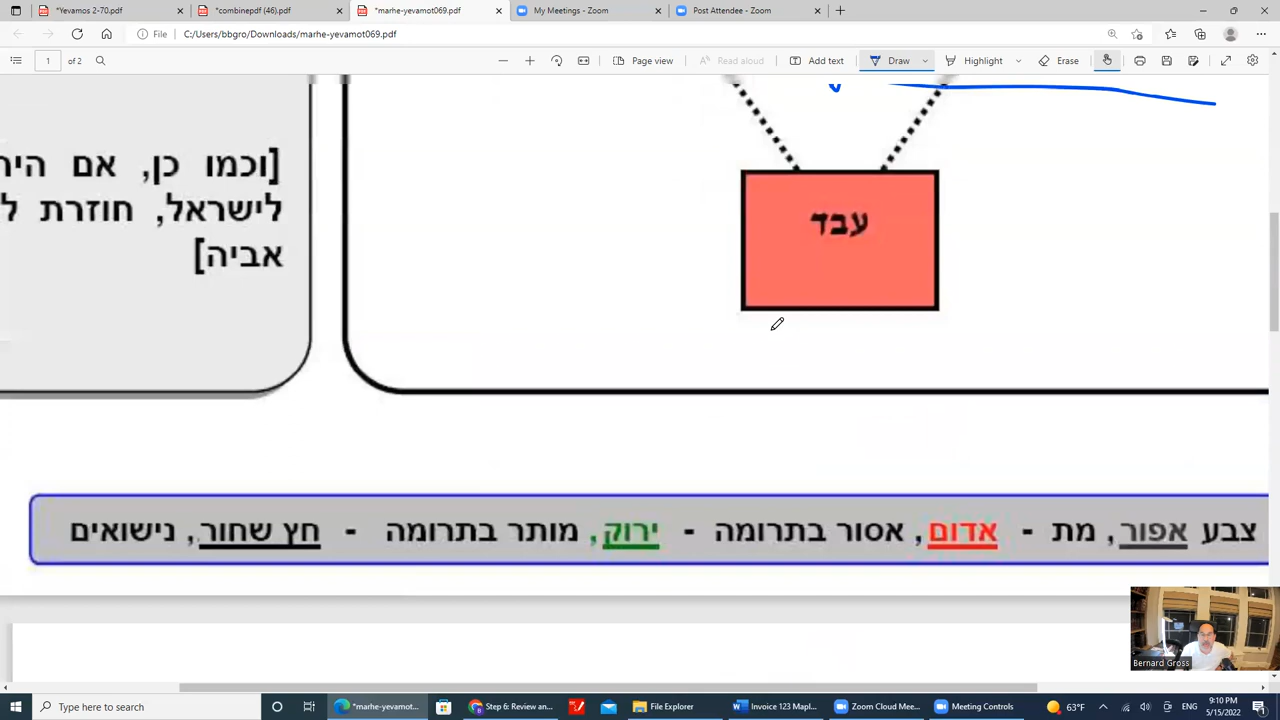 Yevamos 2-70.pdf
*combinepdf (46).pdf
*marhe-yevamot069.pdf
My Meetings - Zoom
Post Attendee - Zoom
File
C:/Users/bbgro/Downloads/marhe-yevamot069.pdf
1 of 2
Page view
Read aloud
Add text
Draw
Highlight
Erase
[וכמו כן, אם
לישראל, חוזרת
אביה]
עבד
צבע אפור, מת - אדום, אסור בתרומה - ירוק, מותר בתרומה - חץ שחור, נישואים
Bernard Gross
Type here to search
*marhe-yevamot...
Step 6: Review an...
File Explorer
Invoice 123 Mapl...
Zoom Cloud Mee...
Meeting Controls
63°F
ENG
9:10 PM
5/15/2022